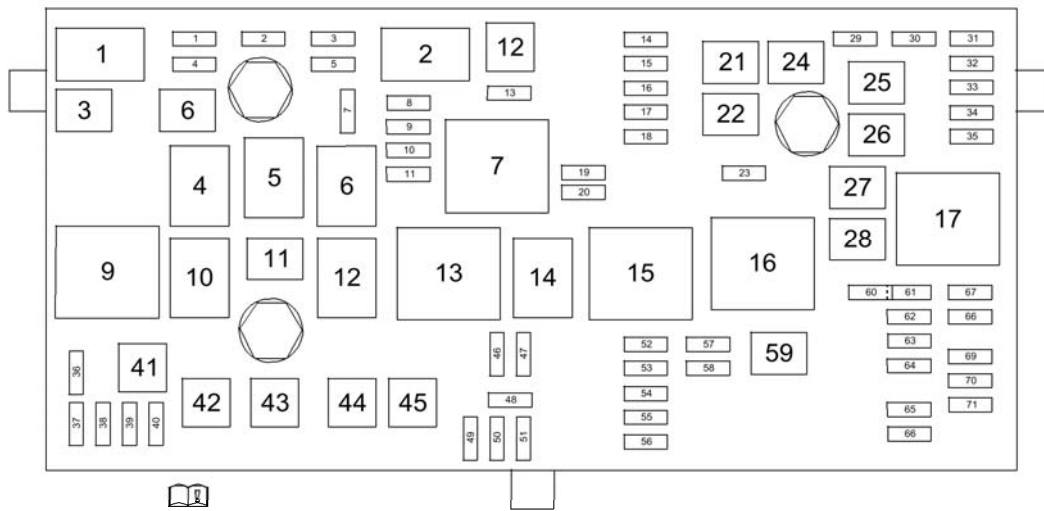 1 1 2 3 2 12 14 21 24 29 30 31
4 5 15 25 32
3 6 7 8 13 16 22 26 33
9 17 34
10 7 18 35
11 19 23
4 5 6 20 27 17
9 10 11 12 13 14 15 16 28
60 61 67
62 66
36 41 46 47 52 57 59 63
53 58 64 69
42 43 44 45 48 54 70
37 38 39 40 55 65 71
49 50 51 56 66